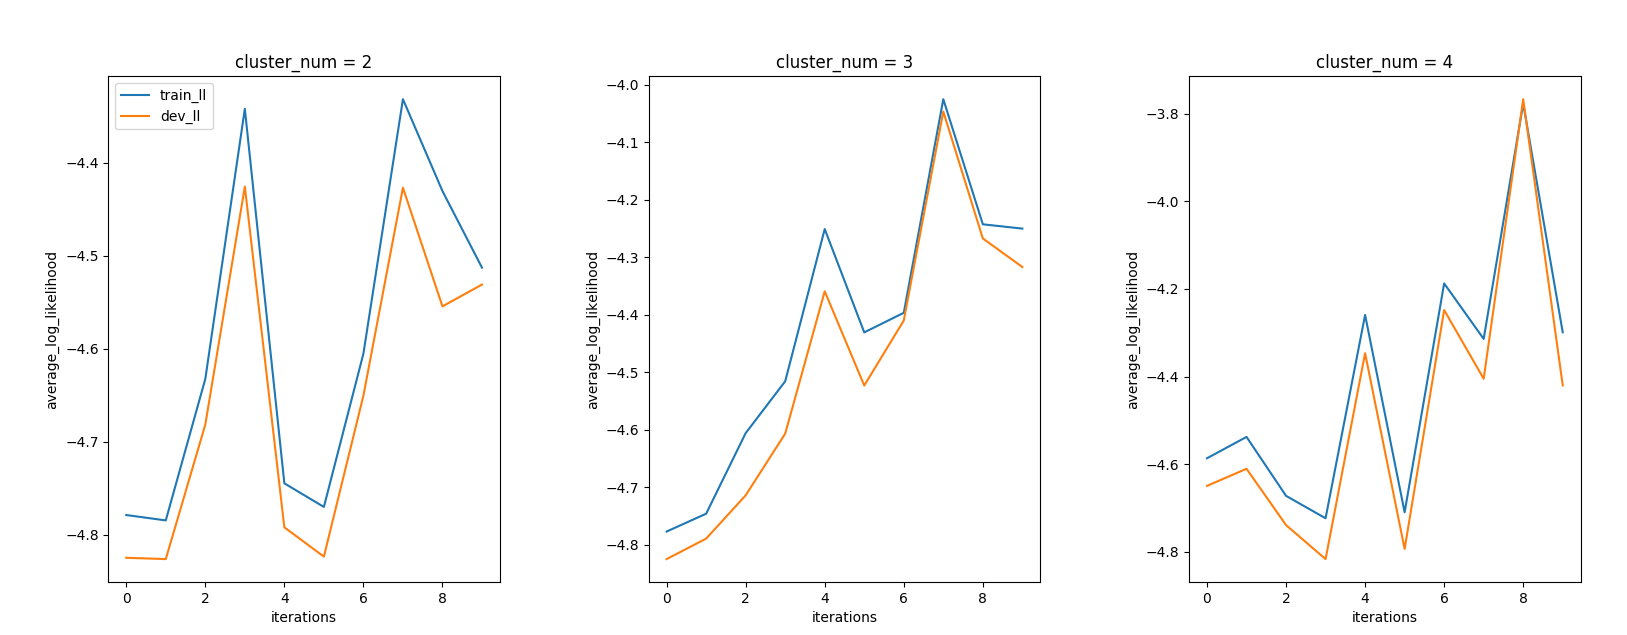 cluster_num = 2
train_ll
dev_ll
−4.4
−4.5
−4.6
−4.7
−4.8
average_log_likelihood
0 2 4 6 8
iterations
cluster_num = 3
−4.0
−4.1
−4.2
−4.3
−4.4
−4.5
−4.6
−4.7
−4.8
average_log_likelihood
0 2 4 6 8
iterations
cluster_num = 4
−3.8
−4.0
−4.2
−4.4
−4.6
−4.8
average_log_likelihood
0 2 4 6 8
iterations